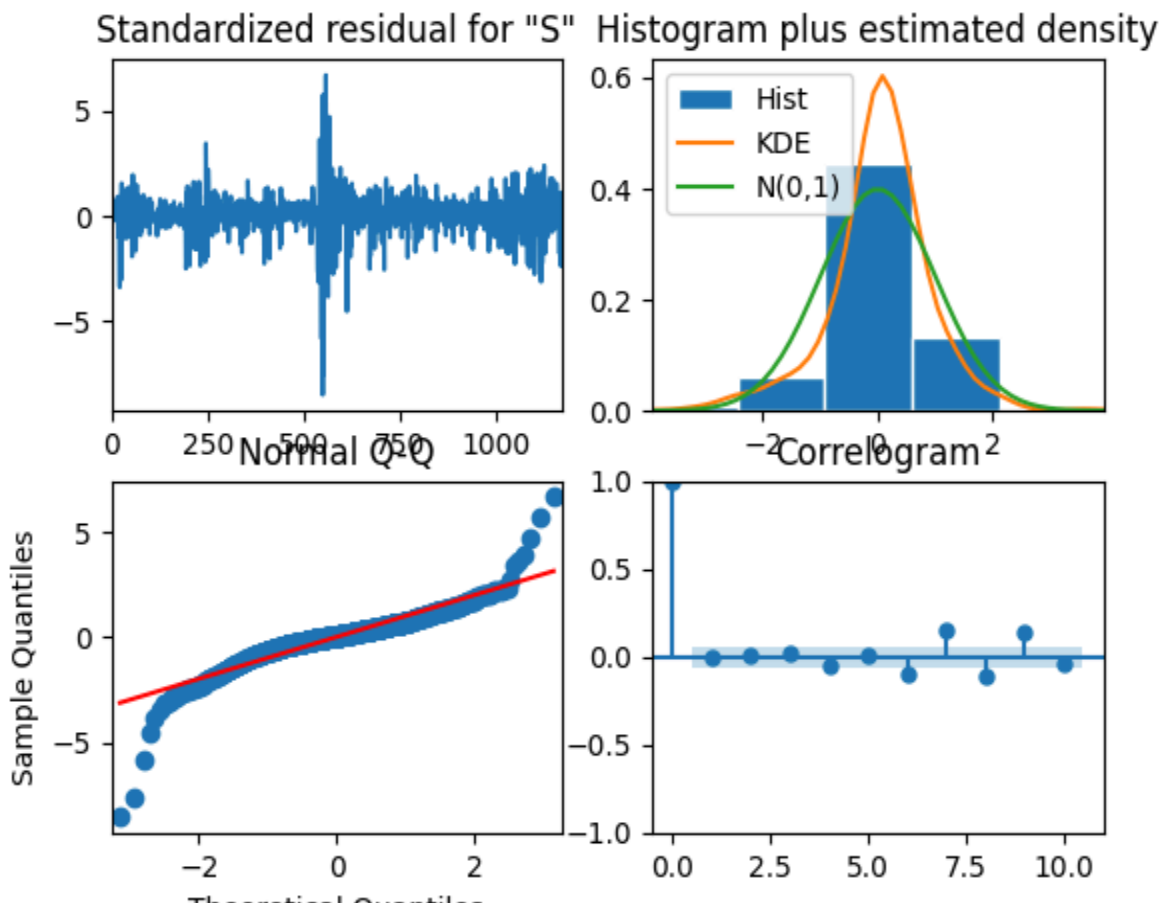 Standardized residual for "S"
Histogram plus estimated density
5
0
−5
0 250 500 750 1000
0.6
0.4
0.2
0.0
Hist
KDE
N(0,1)
−2 0 2
Normal Q-Q
Correlogram
Sample Quantiles
5
0
−5
−2 0 2
Theoretical Quantiles
1.0
0.5
0.0
−0.5
−1.0
0.0 2.5 5.0 7.5 10.0